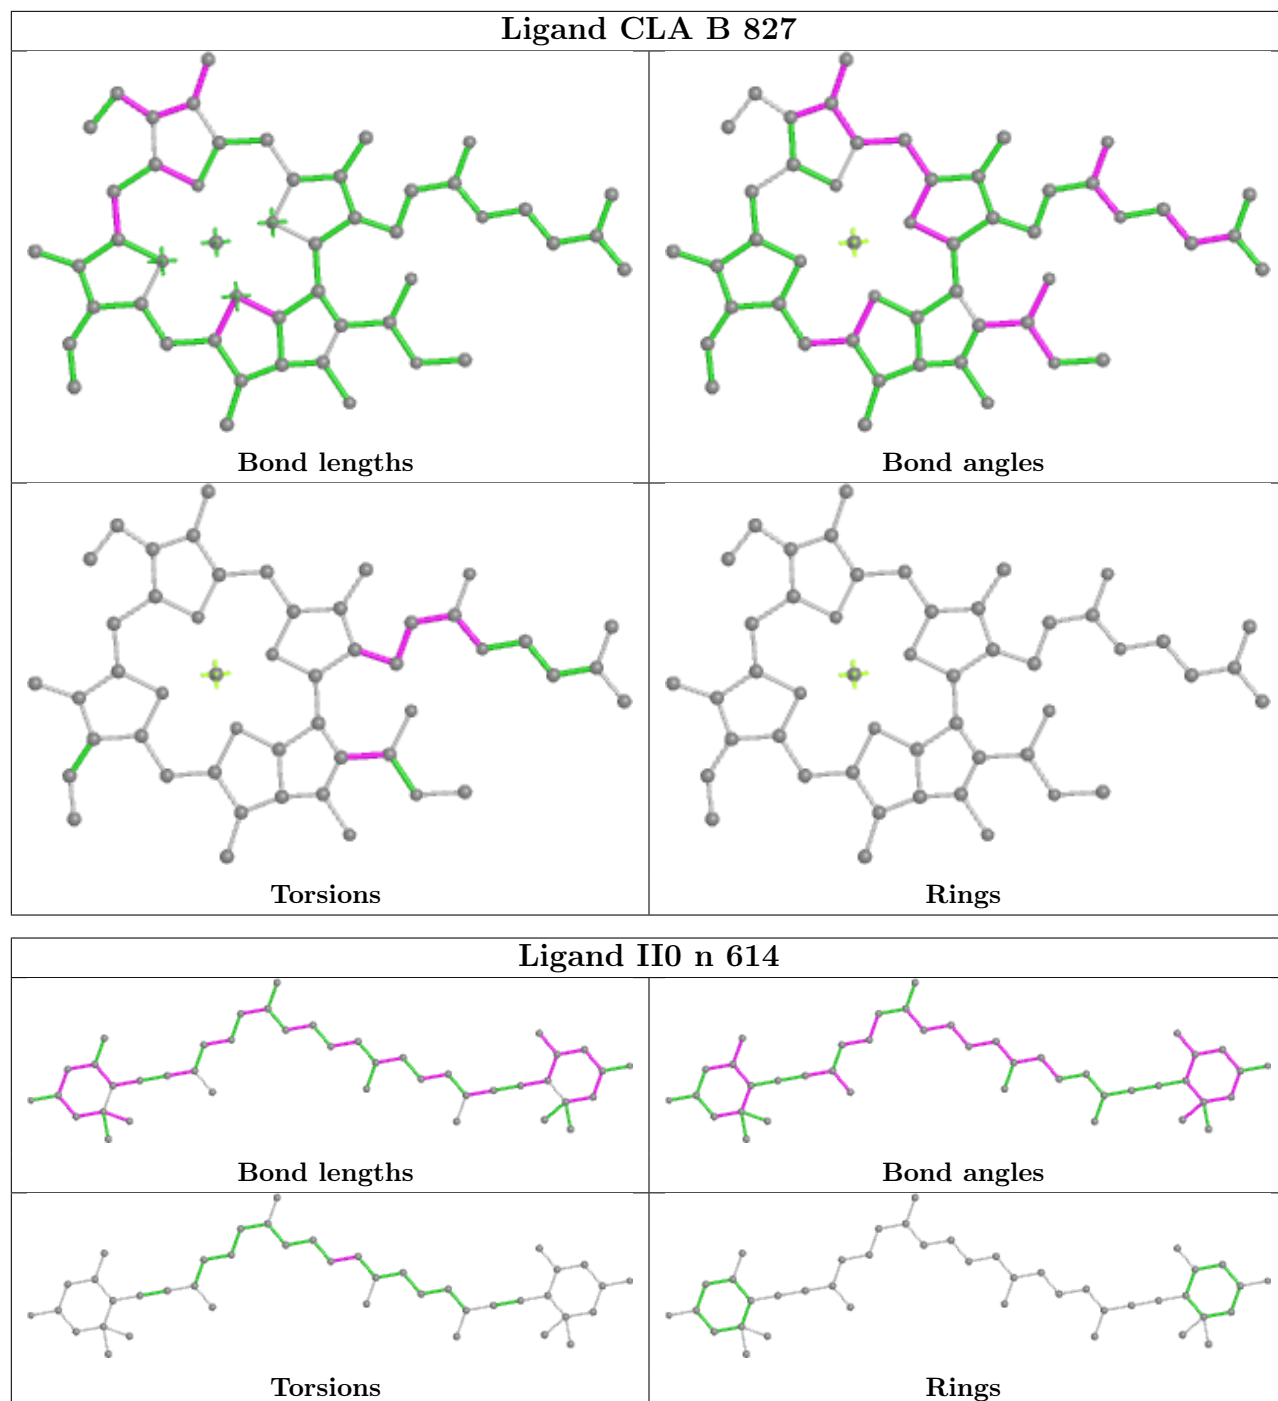 Ligand CLA B 827
Bond lengths
Bond angles
Torsions
Rings
Ligand II0 n 614
Bond lengths
Bond angles
Torsions
Rings